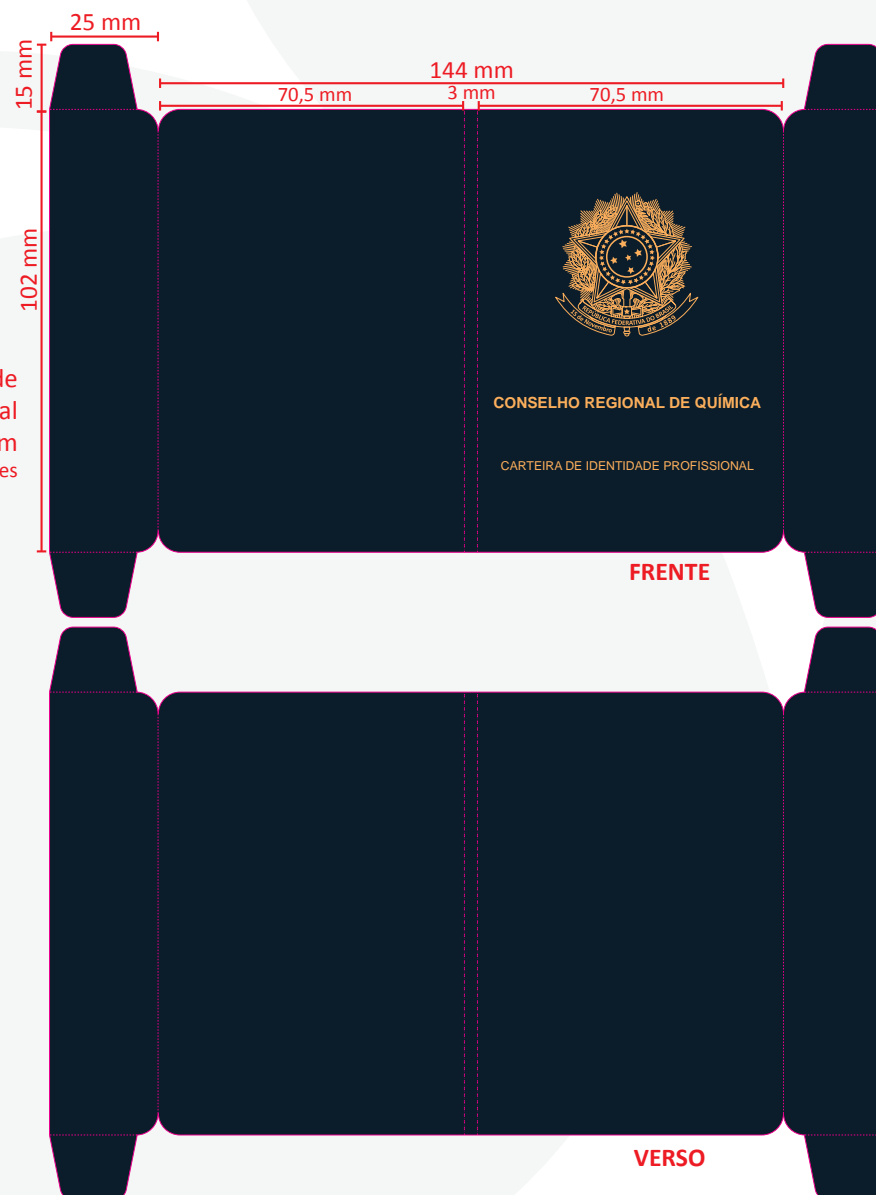 25 mm
15 mm
144 mm
70,5 mm
3 mm
70,5 mm
102 mm
REPÚBLICA FEDERATIVA DO BRASIL
15 de Novembro
de 1889
de
al
m
es
CONSELHO REGIONAL DE QUÍMICA
CARTEIRA DE IDENTIDADE PROFISSIONAL
FRENTE
VERSO